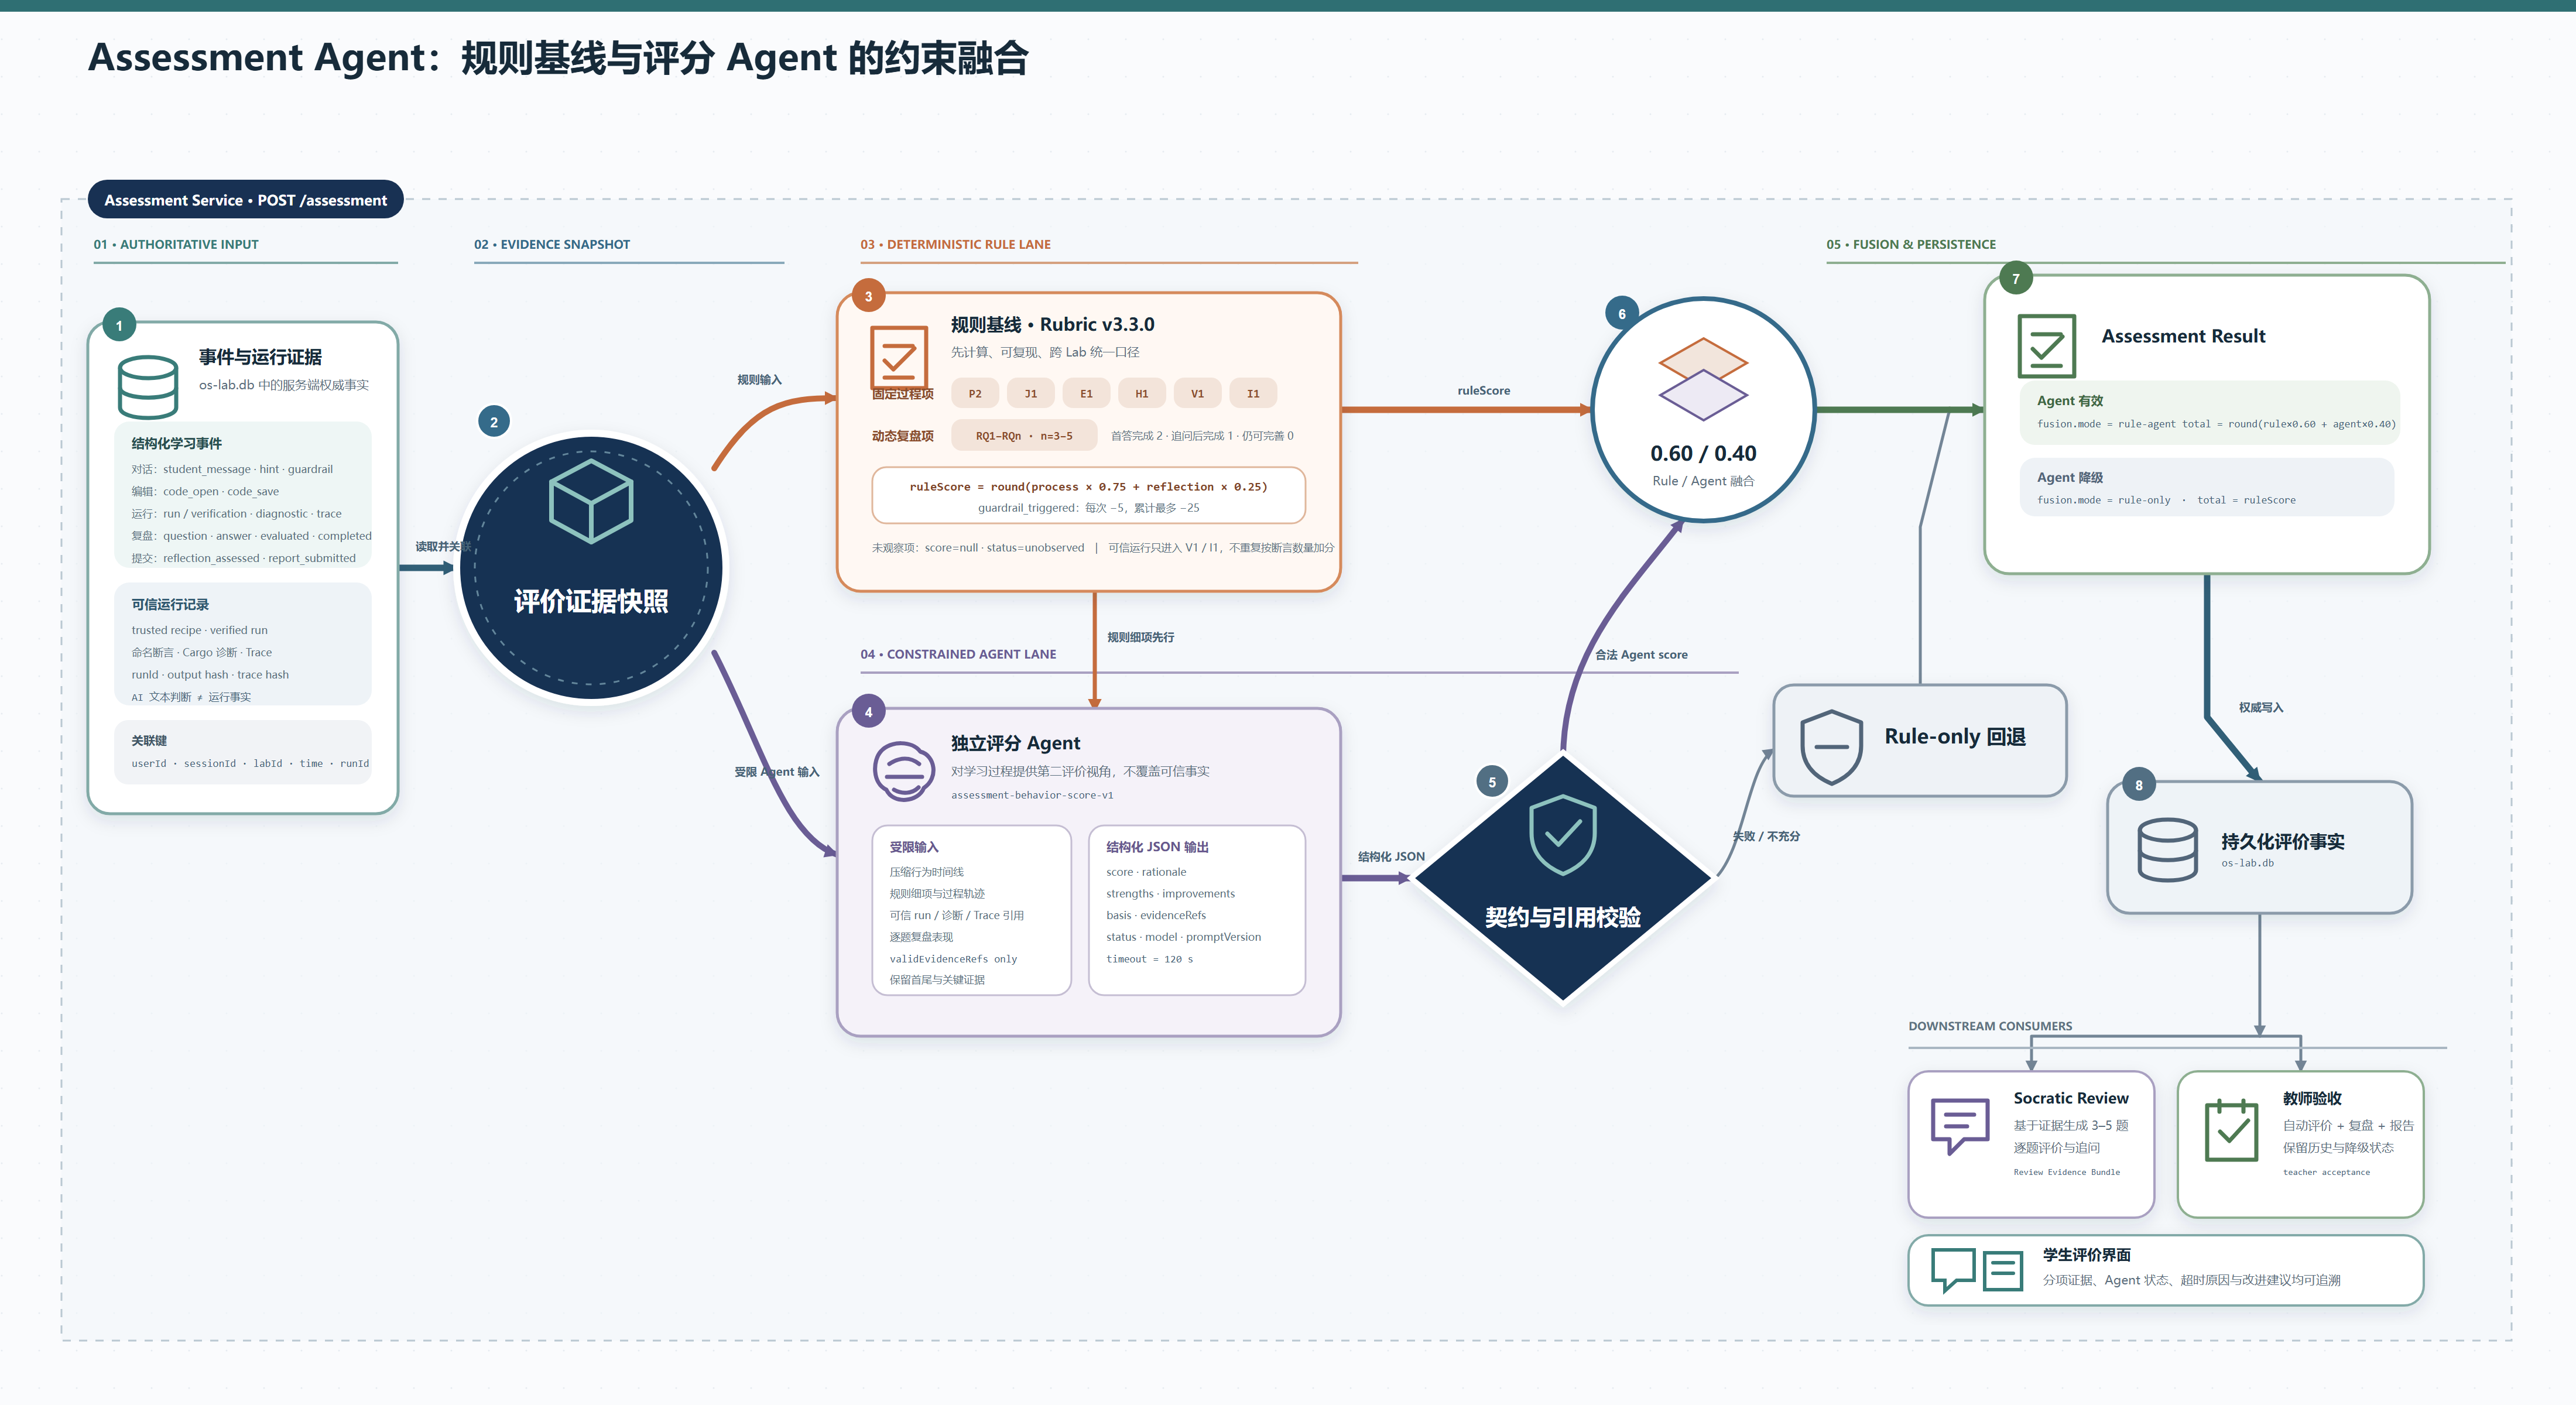 Assessment Agent：规则基线与评分 Agent 的约束融合
Assessment Service • POST /assessment
01 • AUTHORITATIVE INPUT
02 • EVIDENCE SNAPSHOT
03 • DETERMINISTIC RULE LANE
05 • FUSION & PERSISTENCE
1
事件与运行证据
os-lab.db 中的服务端权威事实
结构化学习事件
对话：student_message · hint · guardrail
编辑：code_open · code_save
运行：run / verification · diagnostic · trace
复盘：question · answer · evaluated · completed
提交：reflection_assessed · report_submitted
可信运行记录
trusted recipe · verified run
命名断言 · Cargo 诊断 · Trace
runId · output hash · trace hash
AI 文本判断 ≠ 运行事实
关联键
userId · sessionId · labId · time · runId
读取并关联
2
评价证据快照
规则输入
受限 Agent 输入
3
规则基线 • Rubric v3.3.0
先计算、可复现、跨 Lab 统一口径
固定过程项
P2
J1
E1
H1
V1
I1
动态复盘项
RQ1–RQn · n=3–5
首答完成 2 · 追问后完成 1 · 仍可完善 0
ruleScore = round(process × 0.75 + reflection × 0.25)
guardrail_triggered：每次 −5，累计最多 −25
未观察项：score=null · status=unobserved | 可信运行只进入 V1 / I1，不重复按断言数量加分
规则细项先行
04 • CONSTRAINED AGENT LANE
4
独立评分 Agent
对学习过程提供第二评价视角，不覆盖可信事实
assessment-behavior-score-v1
受限输入
压缩行为时间线
规则细项与过程轨迹
可信 run / 诊断 / Trace 引用
逐题复盘表现
validEvidenceRefs only
保留首尾与关键证据
结构化 JSON 输出
score · rationale
strengths · improvements
basis · evidenceRefs
status · model · promptVersion
timeout = 120 s
结构化 JSON
5
契约与引用校验
ruleScore
合法 Agent score
失败 / 不充分
6
0.60 / 0.40
Rule / Agent 融合
Rule-only 回退
7
Assessment Result
Agent 有效
fusion.mode = rule-agent total = round(rule×0.60 + agent×0.40)
Agent 降级
fusion.mode = rule-only · total = ruleScore
权威写入
8
持久化评价事实
os-lab.db
DOWNSTREAM CONSUMERS
Socratic Review
基于证据生成 3–5 题
逐题评价与追问
Review Evidence Bundle
教师验收
自动评价 + 复盘 + 报告
保留历史与降级状态
teacher acceptance
学生评价界面
分项证据、Agent 状态、超时原因与改进建议均可追溯